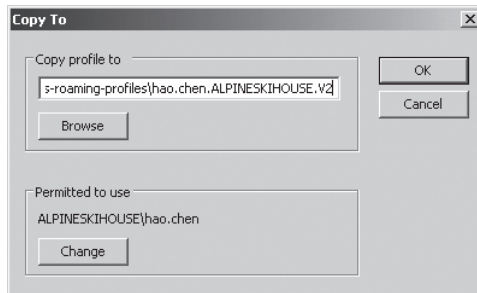 Copy To
Copy profile to
s-roaming-profiles\hao.chen.ALPINESKIHOUSE.V2
Browse
OK
Cancel
Permitted to use
ALPINESKIHOUSE\hao.chen
Change